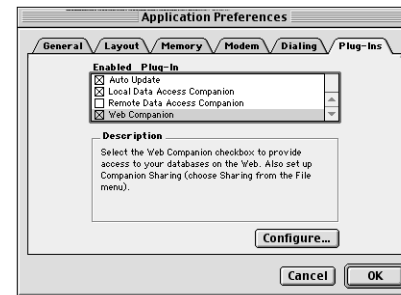 Application Preferences
General Layout Memory Modem Dialing Plug-Ins
Enabled Plug-In
Auto Update
Local Data Access Companion
Remote Data Access Companion
Web Companion
Description
Select the Web Companion checkbox to provide
access to your databases on the Web. Also set up
Companion Sharing (choose Sharing from the File
menu).
Configure...
Cancel OK